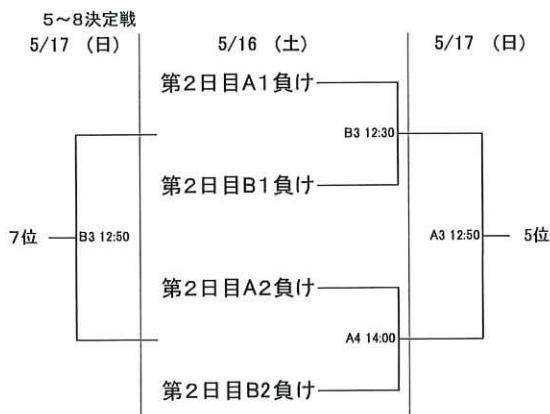 5～8決定戦
5/17 （日） 5/16 （土） 5/17 （日）
第2日目A1負け
B3 12:30
第2日目B1負け
7位 B3 12:50 A3 12:50 5位
第2日目A2負け
A4 14:00
第2日目B2負け